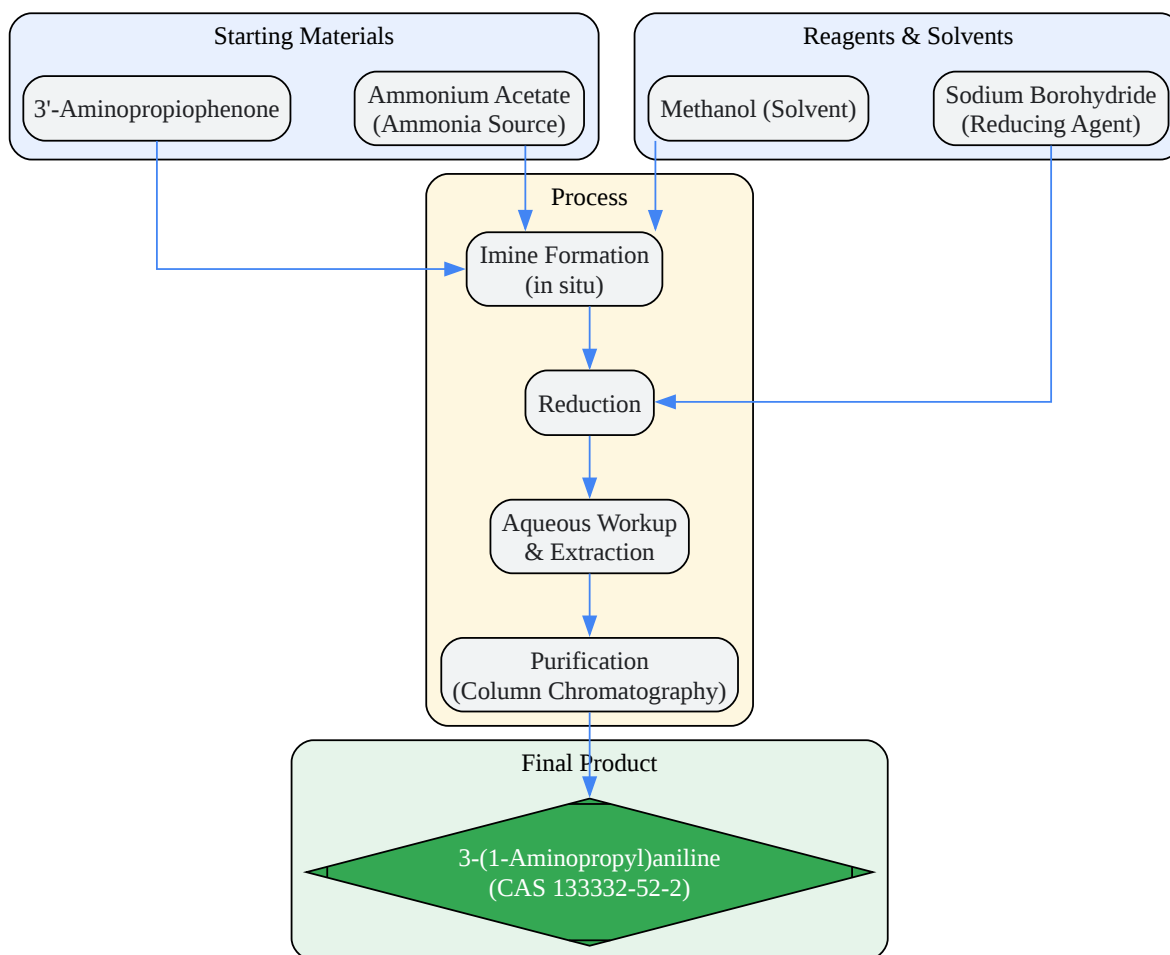 Starting Materials
3'-Aminopropiophenone
Ammonium Acetate
(Ammonia Source)
Reagents & Solvents
Methanol (Solvent)
Sodium Borohydride
(Reducing Agent)
Process
Imine Formation
(in situ)
Reduction
Aqueous Workup
& Extraction
Purification
(Column Chromatography)
Final Product
3-(1-Aminopropyl)aniline
(CAS 133332-52-2)